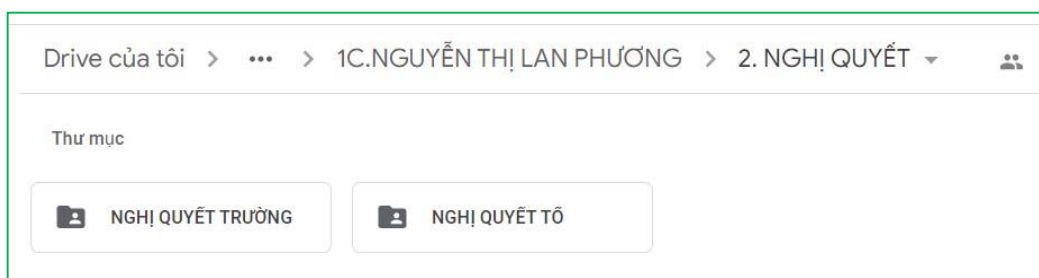 Drive của tôi > ••• > 1C.NGUYỄN THỊ LAN PHƯƠNG > 2. NGHỊ QUYẾT
Thư mục
NGHỊ QUYẾT TRƯỜNG NGHỊ QUYẾT TỔ